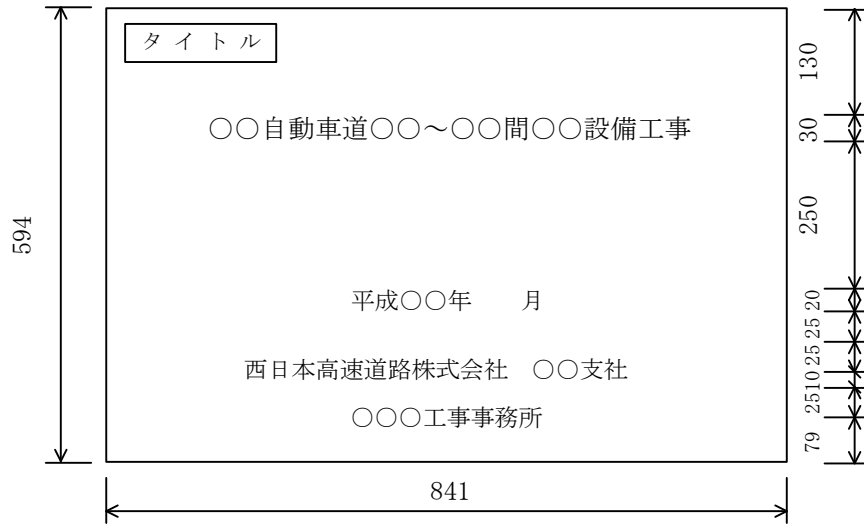 タイトル
○○自動車道○○～○○間○○設備工事
平成○○年　　月
西日本高速道路株式会社　○○支社
○○○工事事務所
594
841
130
30
250
20
25
25
10
25
79